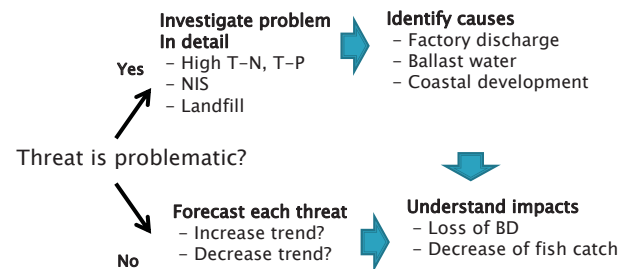 Investigate problem
In detail
– High T-N, T-P
– NIS
– Landfill
Identify causes
– Factory discharge
– Ballast water
– Coastal development
Yes
Threat is problematic?
No
Forecast each threat
– Increase trend?
– Decrease trend?
Understand impacts
– Loss of BD
– Decrease of fish catch